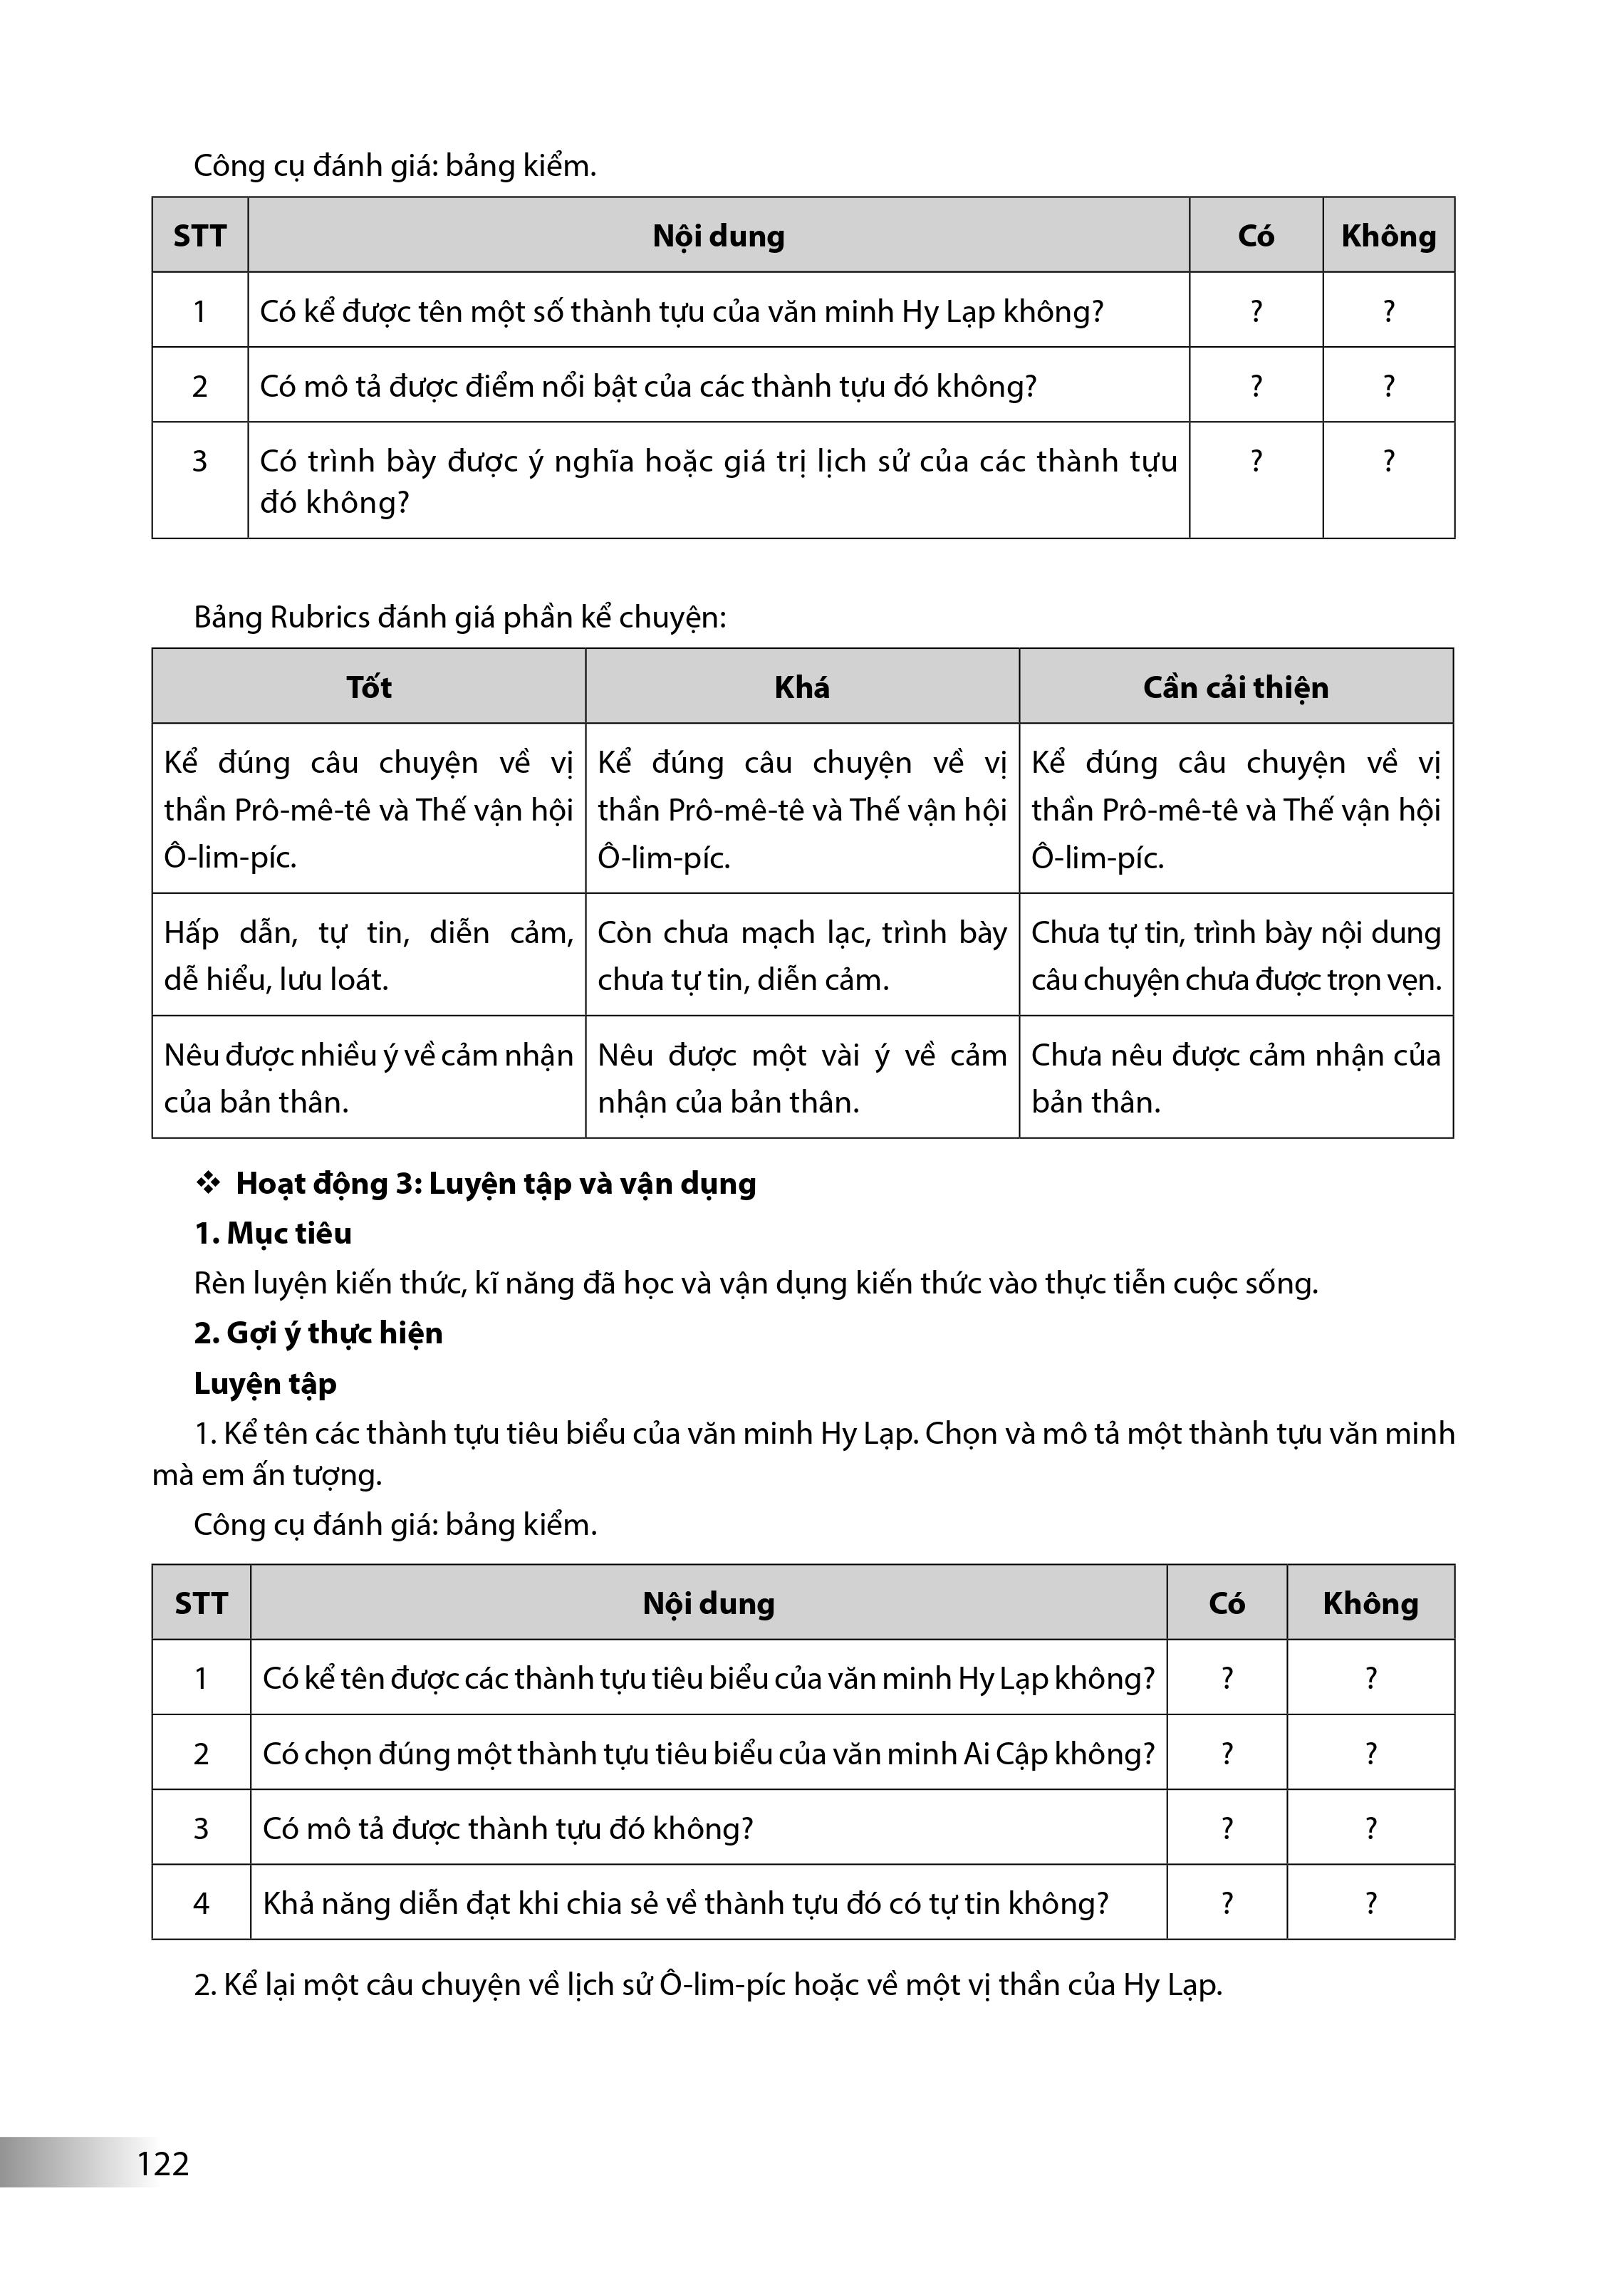 Công cụ đánh giá: bảng kiểm.
STT Nội dung Có Không
1 Có kể được tên một số thành tựu của văn minh Hy Lạp không? ? ?
2 Có mô tả được điểm nổi bật của các thành tựu đó không? ? ?
3 Có trình bày được ý nghĩa hoặc giá trị lịch sử của các thành tựu ? ?
đó không?
Bảng Rubrics đánh giá phần kể chuyện:
Tốt Khá Cần cải thiện
Kể đúng câu chuyện về vị Kể đúng câu chuyện về vị Kể đúng câu chuyện về vị
thần Prô-mê-tê và Thế vận hội thần Prô-mê-tê và Thế vận hội thần Prô-mê-tê và Thế vận hội
Ô-lim-píc. Ô-lim-píc. Ô-lim-píc.
Hấp dẫn, tự tin, diễn cảm, Còn chưa mạch lạc, trình bày Chưa tự tin, trình bày nội dung
dễ hiểu, lưu loát. chưa tự tin, diễn cảm. câu chuyện chưa được trọn vẹn.
Nêu được nhiều ý về cảm nhận Nêu được một vài ý về cảm Chưa nêu được cảm nhận của
của bản thân. nhận của bản thân. bản thân.
❖ Hoạt động 3: Luyện tập và vận dụng
1. Mục tiêu
Rèn luyện kiến thức, kĩ năng đã học và vận dụng kiến thức vào thực tiễn cuộc sống.
2. Gợi ý thực hiện
Luyện tập
1. Kể tên các thành tựu tiêu biểu của văn minh Hy Lạp. Chọn và mô tả một thành tựu văn minh
mà em ấn tượng.
Công cụ đánh giá: bảng kiểm.
STT Nội dung Có Không
1 Có kể tên được các thành tựu tiêu biểu của văn minh Hy Lạp không? ? ?
2 Có chọn đúng một thành tựu tiêu biểu của văn minh Ai Cập không? ? ?
3 Có mô tả được thành tựu đó không? ? ?
4 Khả năng diễn đạt khi chia sẻ về thành tựu đó có tự tin không? ? ?
2. Kể lại một câu chuyện về lịch sử Ô-lim-píc hoặc về một vị thần của Hy Lạp.
122